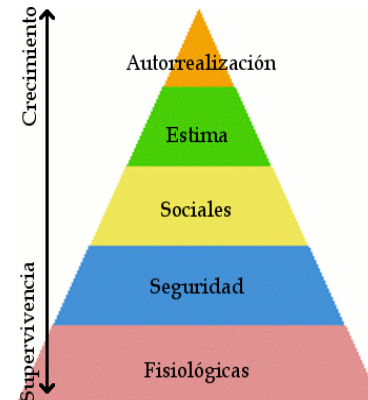 Crecimiento
Autorrealización
Estima
Sociales
Seguridad
Supervivencia
Fisiológicas